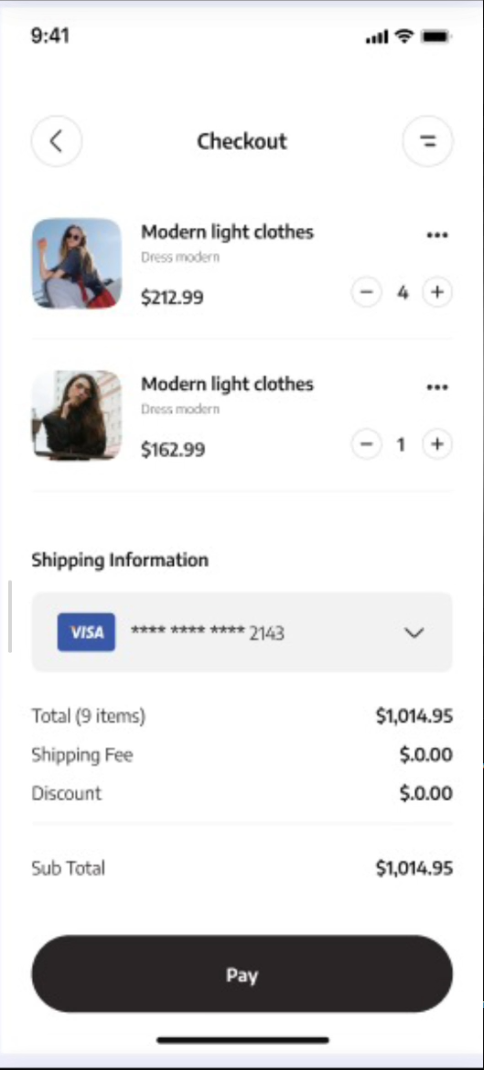 9:41
Checkout
Modern light clothes
Dress modern
$212.99
− 4 +
Modern light clothes
Dress modern
$162.99
− 1 +
Shipping Information
VISA **** **** **** 2143
Total (9 items) $1,014.95
Shipping Fee $.0.00
Discount $.0.00
Sub Total $1,014.95
Pay